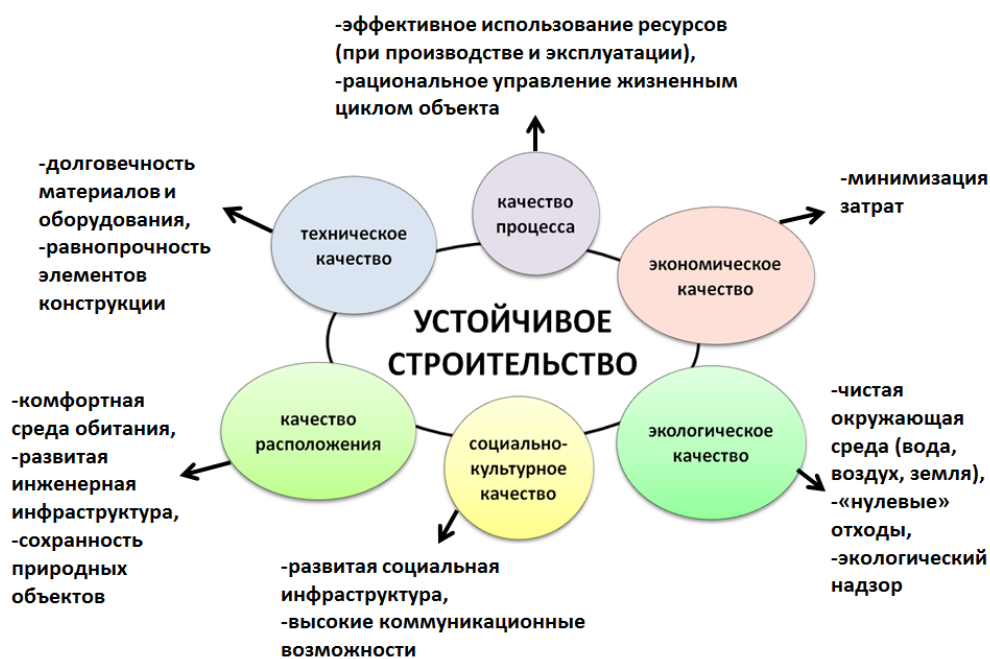 -эффективное использование ресурсов
(при производстве и эксплуатации),
-рациональное управление жизненным
циклом объекта
-долговечность
материалов и
оборудования,
-равнопрочность
элементов
конструкции
техническое
качество
качество
процесса
экономическое
качество
-минимизация
затрат
УСТОЙЧИВОЕ
СТРОИТЕЛЬСТВО
-комфортная
среда обитания,
-развитая
инженерная
инфраструктура,
-сохранность
природных
объектов
качество
расположения
социально-
культурное
качество
экологическое
качество
-чистая
окружающая
среда (вода,
воздух, земля),
-«нулевые»
отходы,
-экологический
надзор
-развитая социальная
инфраструктура,
-высокие коммуникационные
возможности